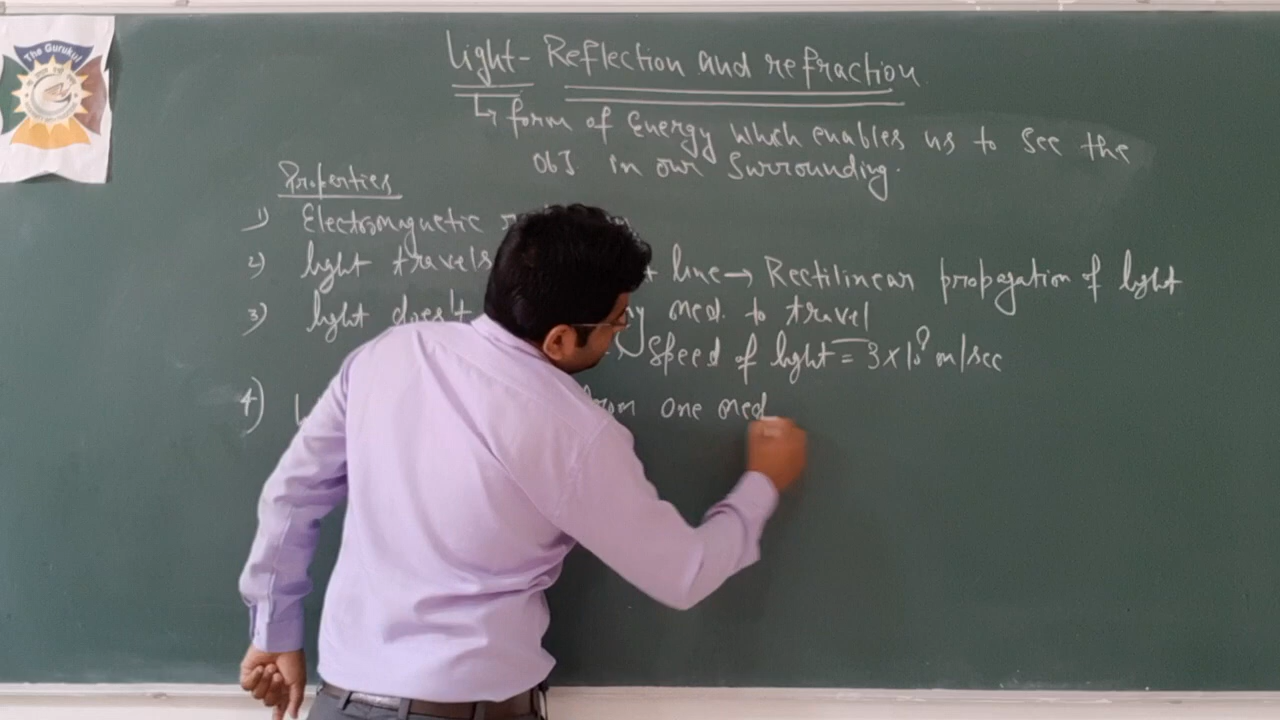 The Gurukul
Light - Reflection and refraction
↳ form of Energy which enables us to see the
obj in our surrounding.
Properties
1) Electromagnetic
2) light travels line → Rectilinear propagation of light
3) light does't med. to travel
Speed of light = 3 x 10⁸ m/sec
4) one med